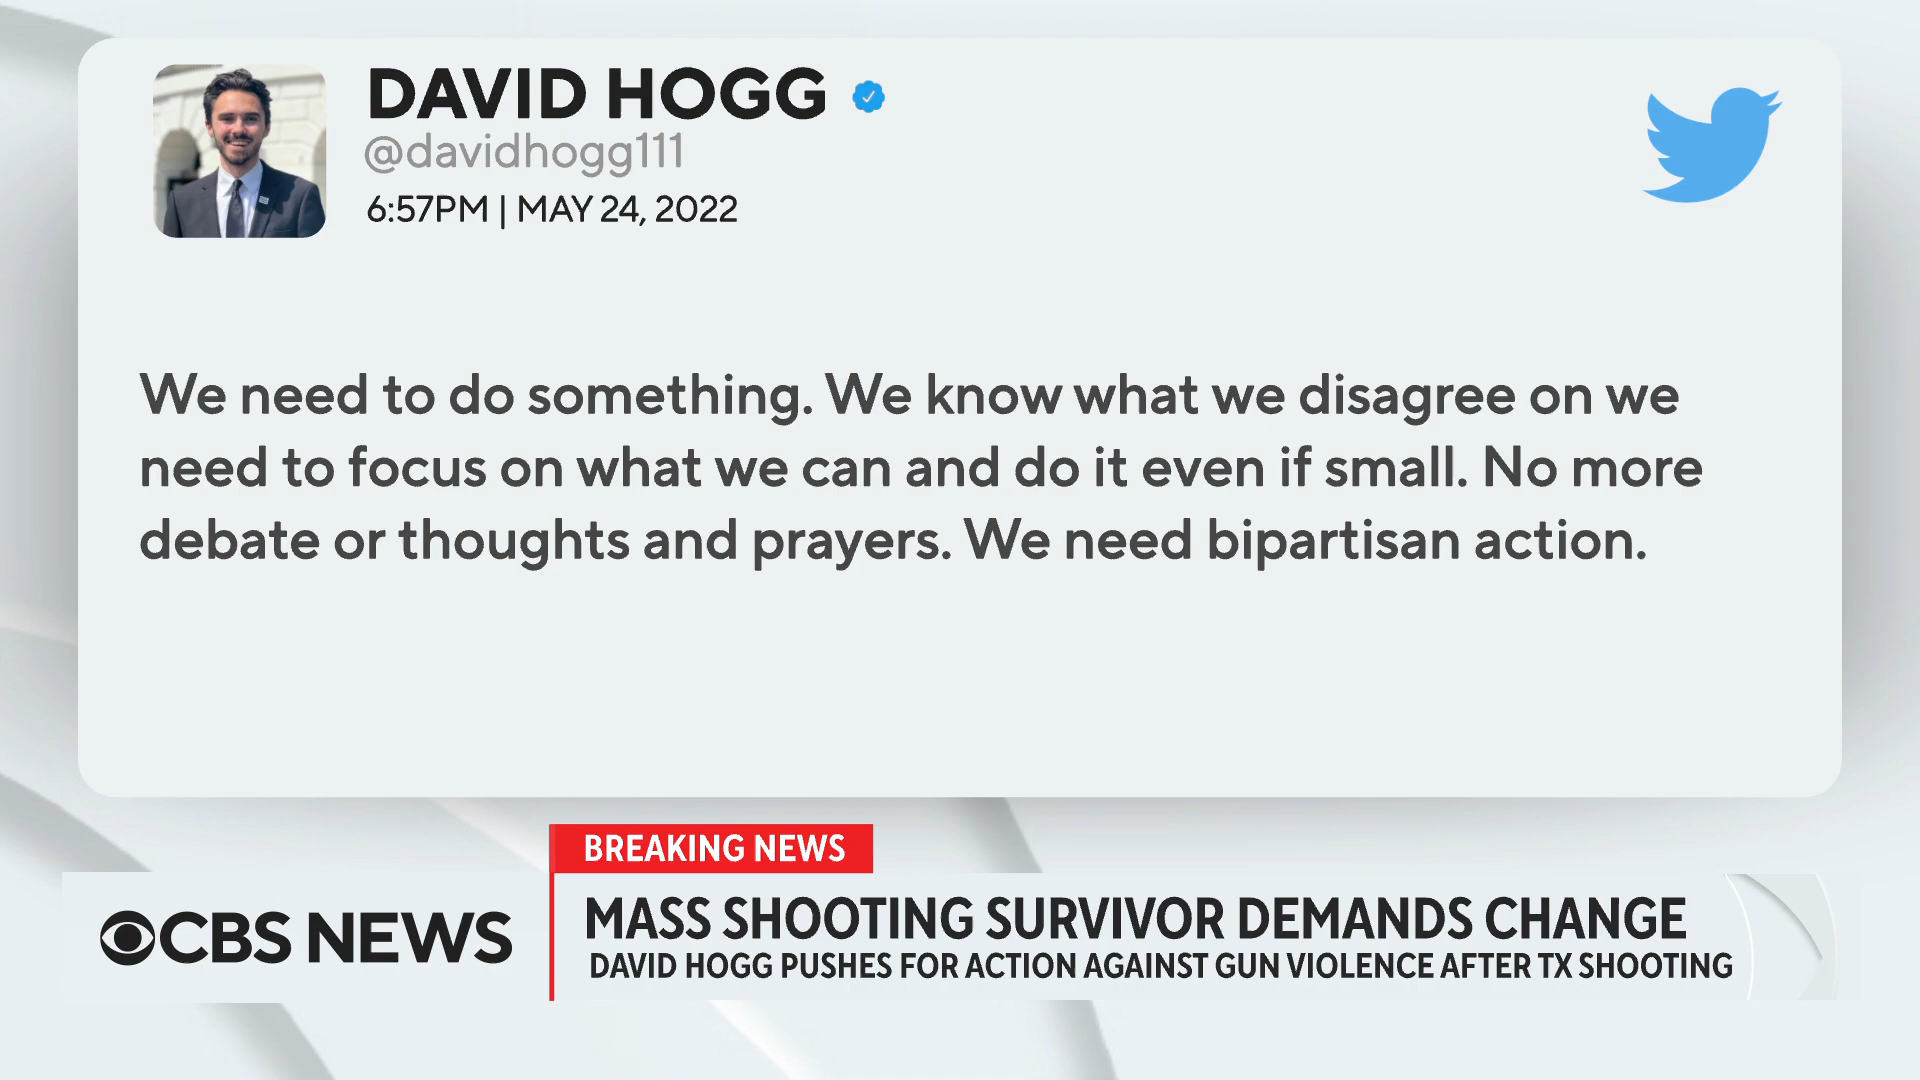 DAVID HOGG
@davidhogg111
6:57PM | MAY 24, 2022
We need to do something. We know what we disagree on we
need to focus on what we can and do it even if small. No more
debate or thoughts and prayers. We need bipartisan action.
BREAKING NEWS
CBS NEWS
MASS SHOOTING SURVIVOR DEMANDS CHANGE
DAVID HOGG PUSHES FOR ACTION AGAINST GUN VIOLENCE AFTER TX SHOOTING